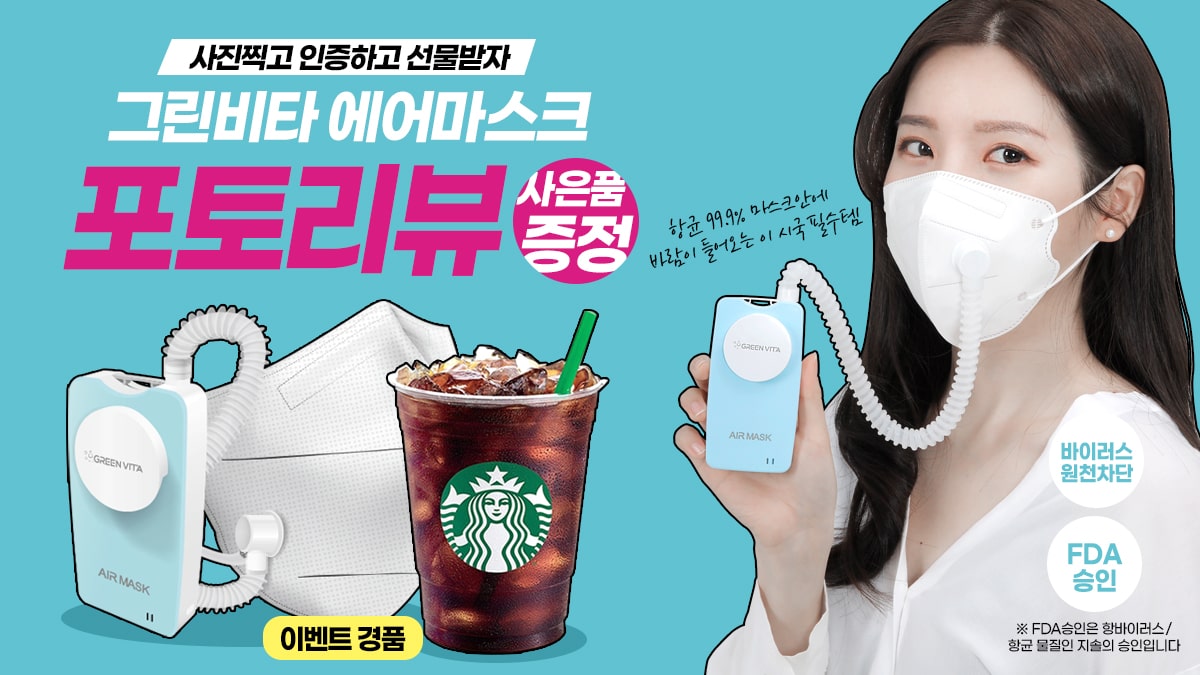 사진찍고 인증하고 선물받자
그린비타 에어마스크
포토리뷰
사은품
증정
항균 99.9% 마스크안에
바람이 들어오는 이 시국 필수템
GREEN VITA
AIR MASK
GREEN VITA
AIR MASK
이벤트 경품
바이러스
원천차단
FDA
승인
※ FDA승인은 항바이러스/
항균 물질인 지솔의 승인입니다